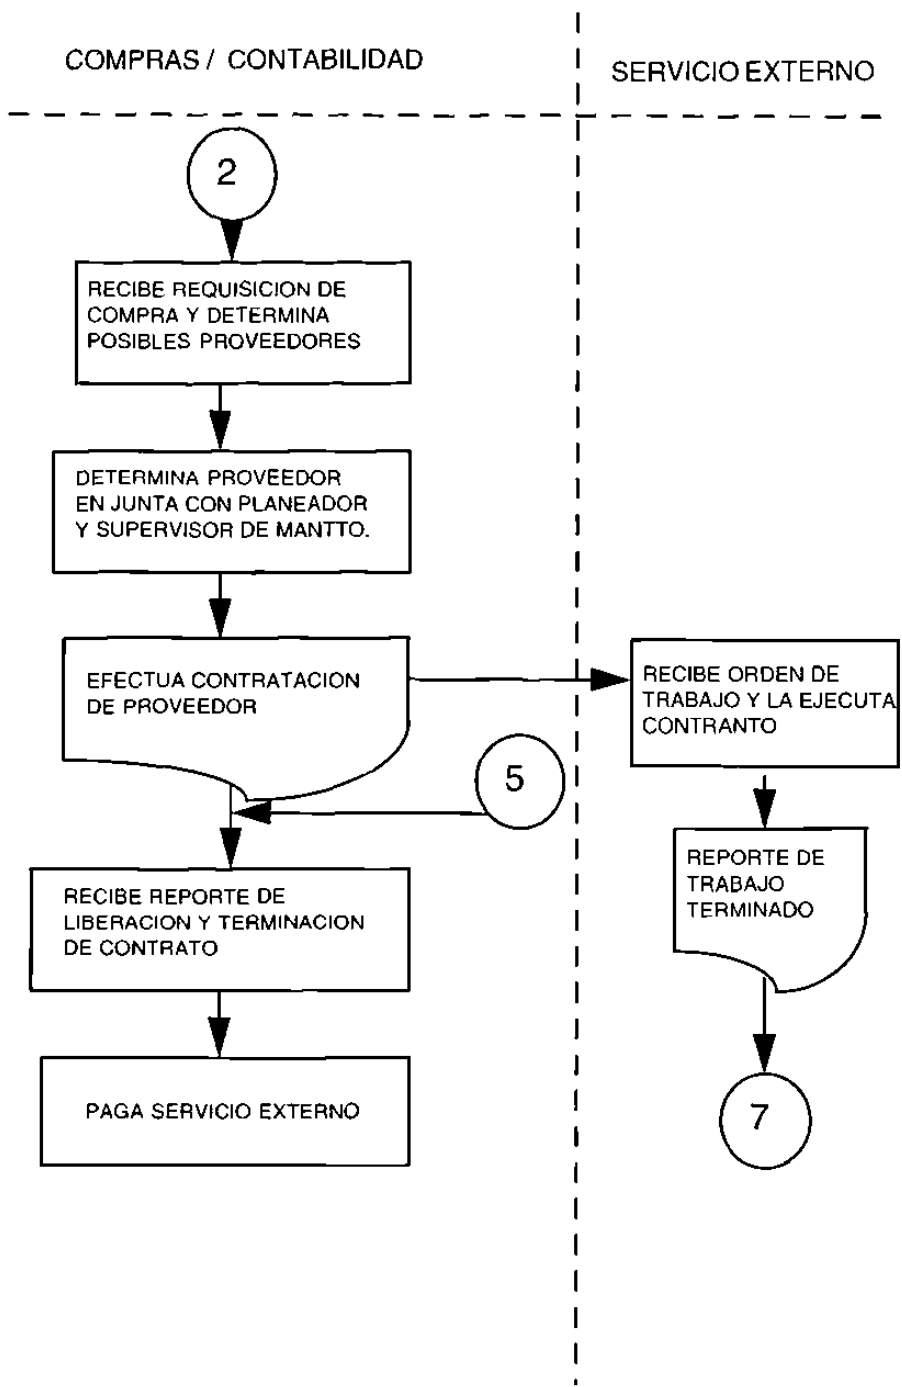 COMPRAS / CONTABILIDAD
SERVICIO EXTERNO
2
RECIBE REQUISICION DE
COMPRA Y DETERMINA
POSIBLES PROVEEDORES
DETERMINA PROVEEDOR
EN JUNTA CON PLANEADOR
Y SUPERVISOR DE MANTTO.
EFECTUA CONTRATACION
DE PROVEEDOR
RECIBE ORDEN DE
TRABAJO Y LA EJECUTA
CONTRANTO
5
REPORTE DE
TRABAJO
TERMINADO
RECIBE REPORTE DE
LIBERACION Y TERMINACION
DE CONTRATO
PAGA SERVICIO EXTERNO
7